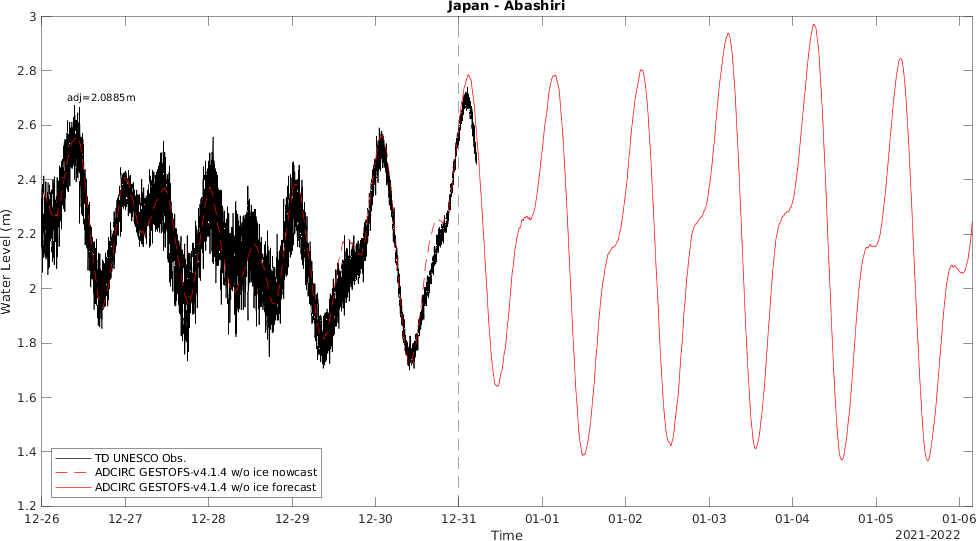 Japan - Abashiri
3
2.8
adj=2.0885m
2.6
2.4
2.2
2
1.8
1.6
1.4
1.2
Water Level (m)
TD UNESCO Obs.
ADCIRC GESTOFS-v4.1.4 w/o ice nowcast
ADCIRC GESTOFS-v4.1.4 w/o ice forecast
12-26 12-27 12-28 12-29 12-30 12-31 01-01 01-02 01-03 01-04 01-05 01-06
Time
2021-2022